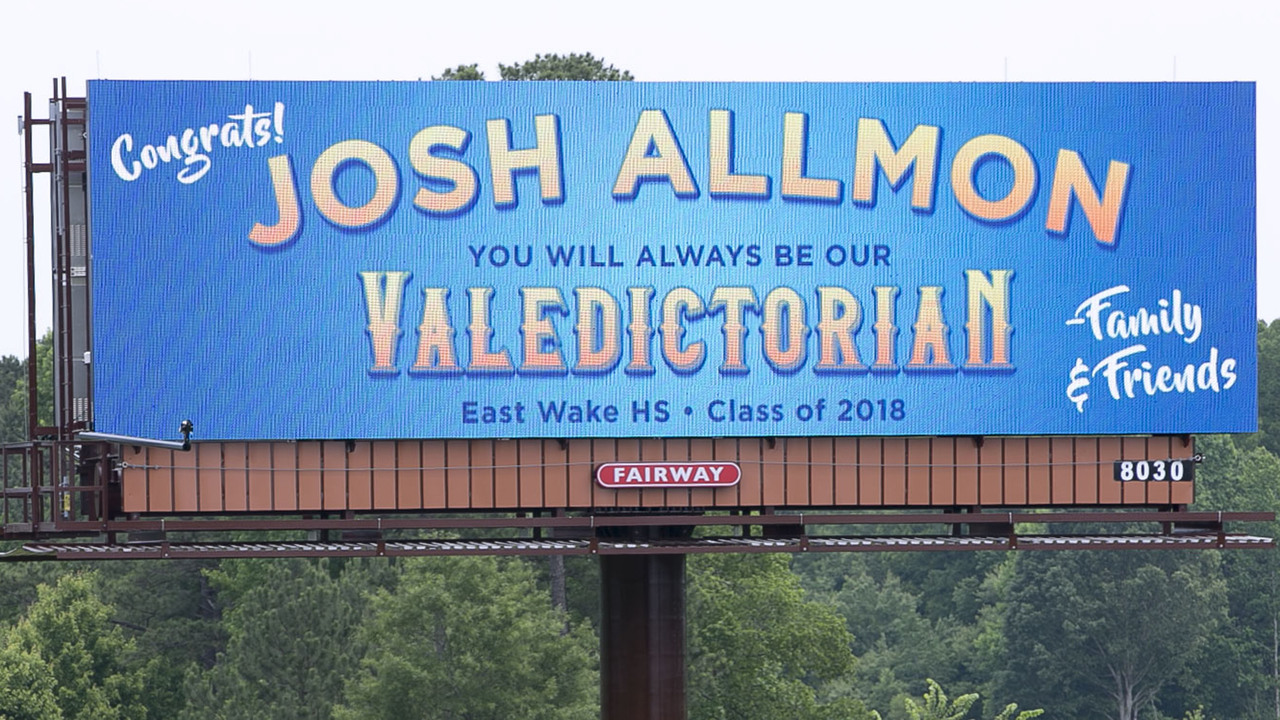 Congrats!
JOSH ALLMON
YOU WILL ALWAYS BE OUR
VALEDICTORIAN
-Family
& Friends
East Wake HS • Class of 2018
FAIRWAY
8030